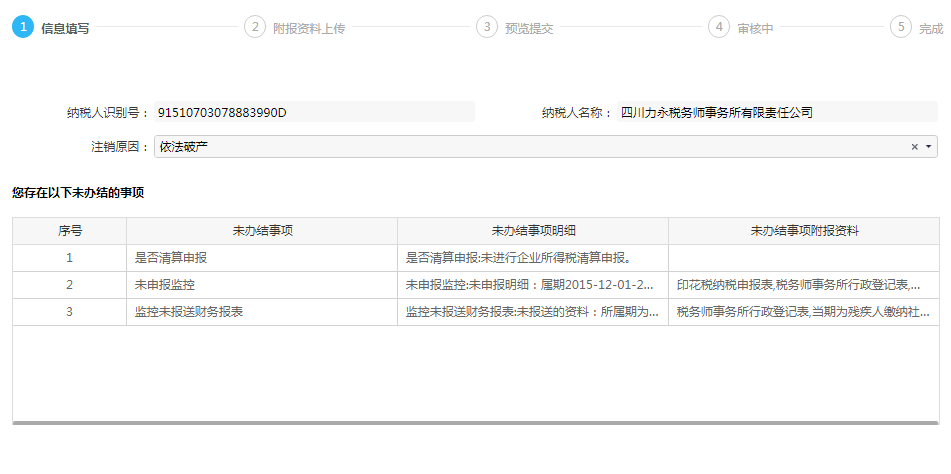 1 信息填写 2 附报资料上传 3 预览提交 4 审核中 5 完成
纳税人识别号： 91510703078883990D 纳税人名称： 四川力永税务师事务所有限责任公司
注销原因： 依法破产
您存在以下未办结的事项
序号 未办结事项 未办结事项明细 未办结事项附报资料
1 是否清算申报 是否清算申报:未进行企业所得税清算申报。
2 未申报监控 未申报监控:未申报明细：属期2015-12-01-2... 印花税纳税申报表,税务师事务所行政登记表,...
3 监控未报送财务报表 监控未报送财务报表:未报送的资料：所属期为... 税务师事务所行政登记表,当期为残疾人缴纳社...